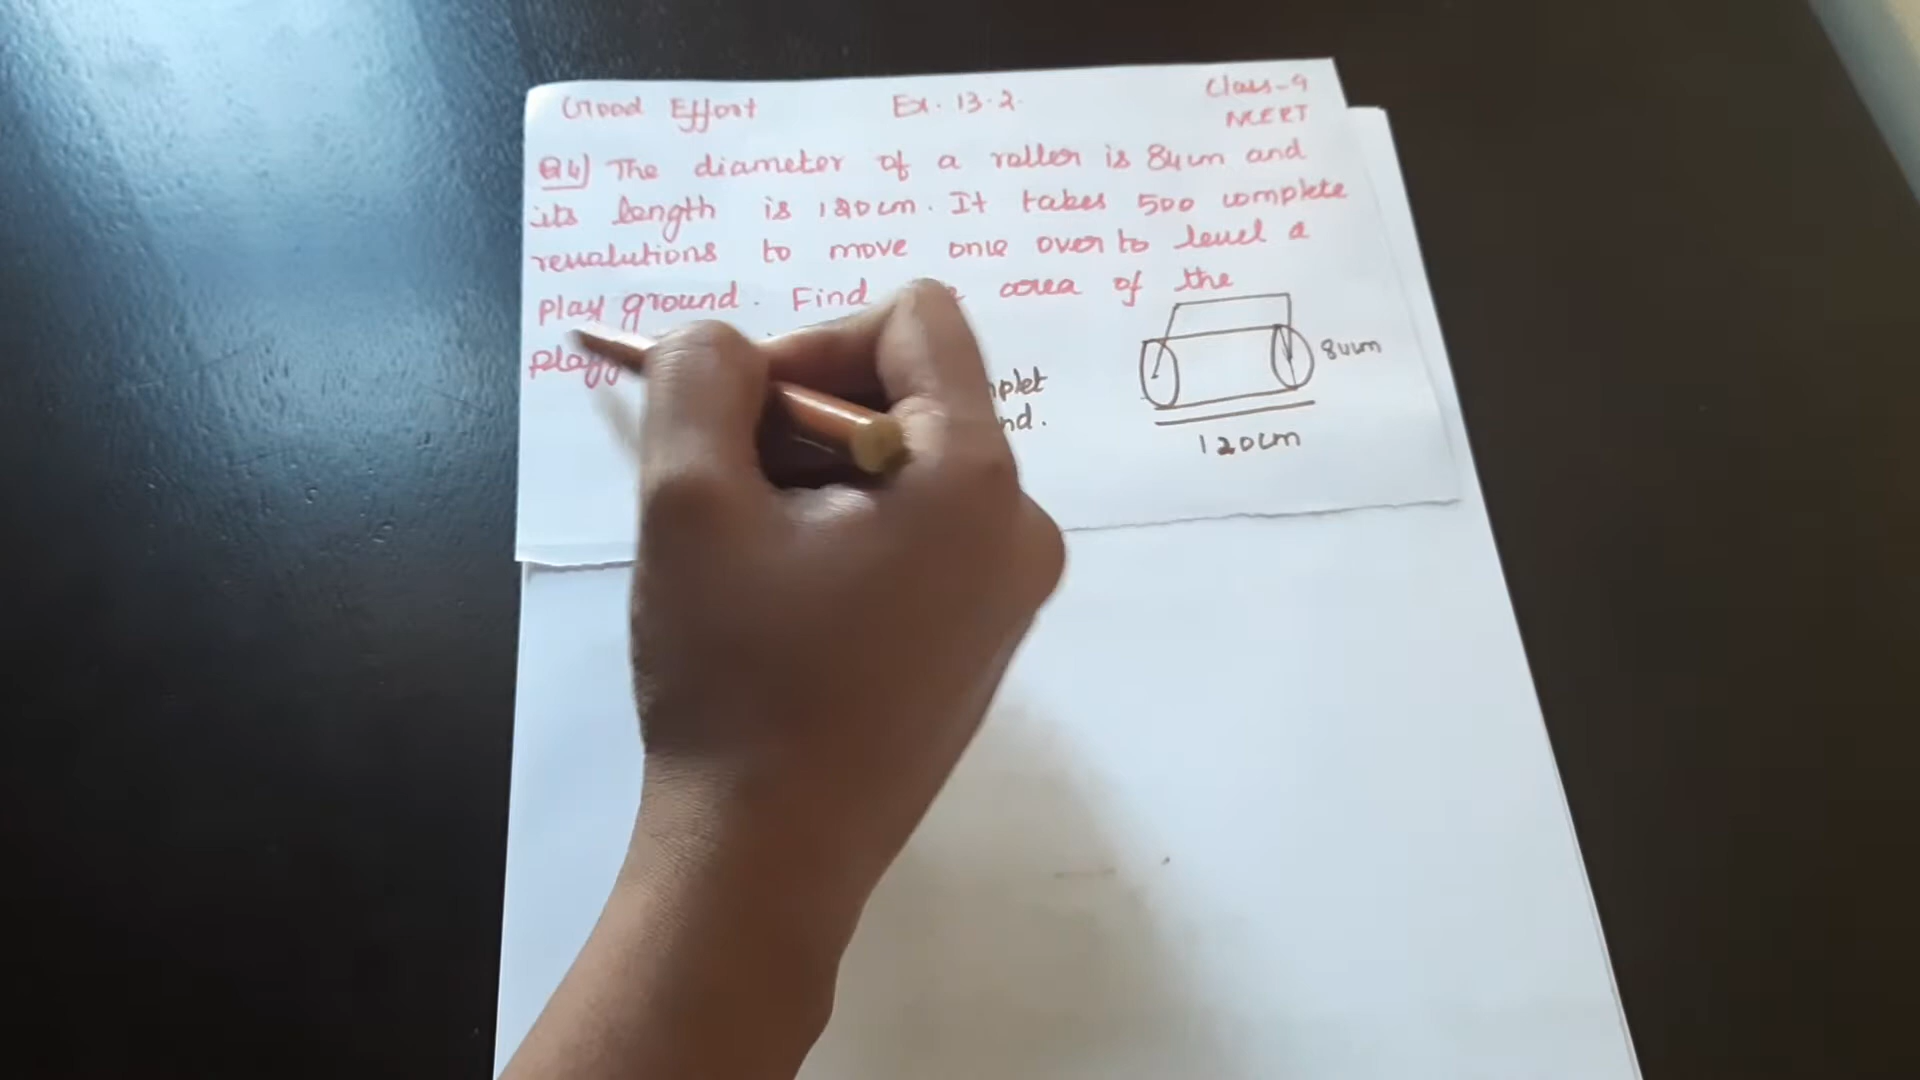 Good Effort Ex. 13.2. Class-9
NCERT
Q4) The diameter of a roller is 84cm and
its length is 120cm. It takes 500 complete
revolutions to move once over to level a
play ground. Find area of the
84cm
120cm